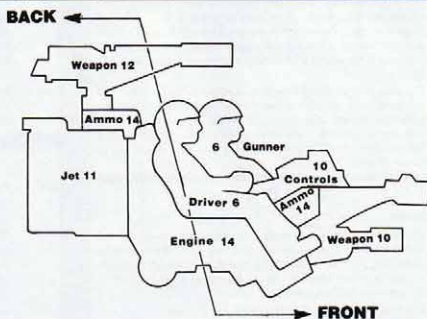 BACK
Weapon 12
Ammo 14
6
Gunner
10
Controls
Jet 11
Driver 6
Ammo
14
Engine 14
Weapon 10
FRONT